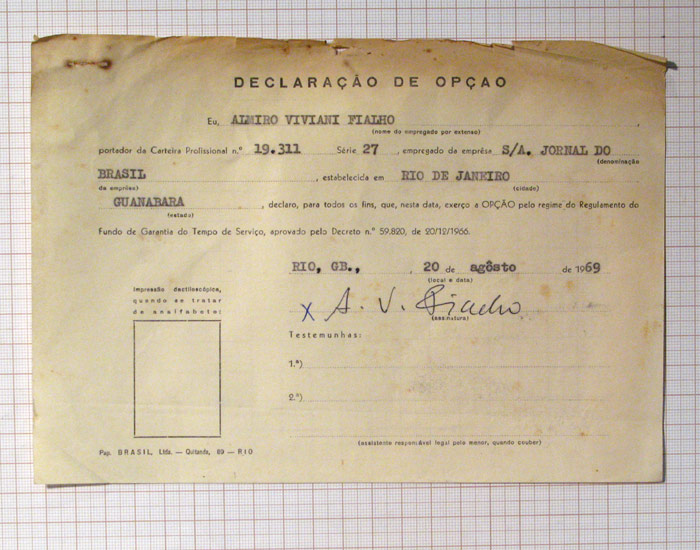 DECLARAÇÃO DE OPÇAO
Eu, ALMIRO VIVIANI FIALHO
(nome do empregado por extenso)
portador da Carteira Profissional n.º 19.311 Série 27, empregado da emprêsa S/A. JORNAL DO
(denominação
BRASIL, estabelecida em RIO DE JANEIRO
da emprêsa) (cidade)
GUANABARA, declaro, para todos os fins, que, nesta data, exerço a OPÇÃO pelo regime do Regulamento do
(estado)
Fundo de Garantia do Tempo de Serviço, aprovado pelo Decreto n.º 59.820, de 20/12/1966.
RIO, GB., , 20 de agôsto de 1969
(local e data)
Impressão dactiloscópica,
quando se tratar
de analfabeto:
X A. V. Fialho
(assinatura)
Testemunhas:
1.ª)
2.ª)
(assistente responsável legal pelo menor, quando couber)
Pap. BRASIL, Ltda. — Quitanda, 69 — RIO